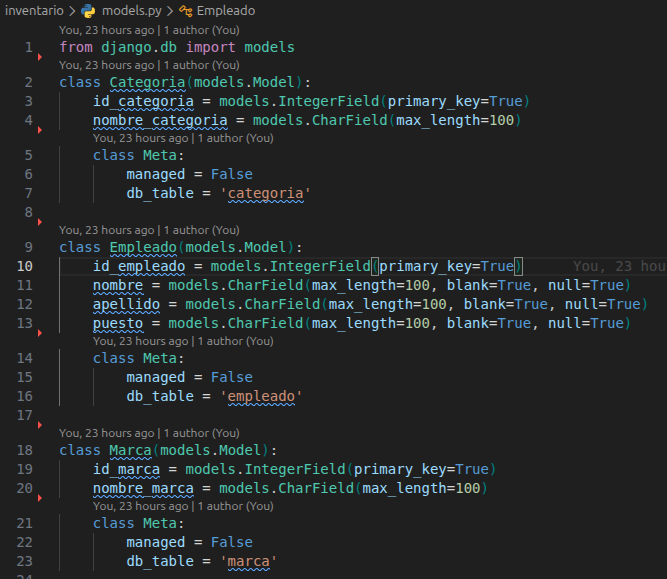 inventario > models.py > Empleado
You, 23 hours ago | 1 author (You)
1 from django.db import models
You, 23 hours ago | 1 author (You)
2 class Categoria(models.Model):
3 id_categoria = models.IntegerField(primary_key=True)
4 nombre_categoria = models.CharField(max_length=100)
You, 23 hours ago | 1 author (You)
5 class Meta:
6 managed = False
7 db_table = 'categoria'
8
You, 23 hours ago | 1 author (You)
9 class Empleado(models.Model):
10 id_empleado = models.IntegerField(primary_key=True) You, 23 hou
11 nombre = models.CharField(max_length=100, blank=True, null=True)
12 apellido = models.CharField(max_length=100, blank=True, null=True)
13 puesto = models.CharField(max_length=100, blank=True, null=True)
You, 23 hours ago | 1 author (You)
14 class Meta:
15 managed = False
16 db_table = 'empleado'
17
You, 23 hours ago | 1 author (You)
18 class Marca(models.Model):
19 id_marca = models.IntegerField(primary_key=True)
20 nombre_marca = models.CharField(max_length=100)
You, 23 hours ago | 1 author (You)
21 class Meta:
22 managed = False
23 db_table = 'marca'